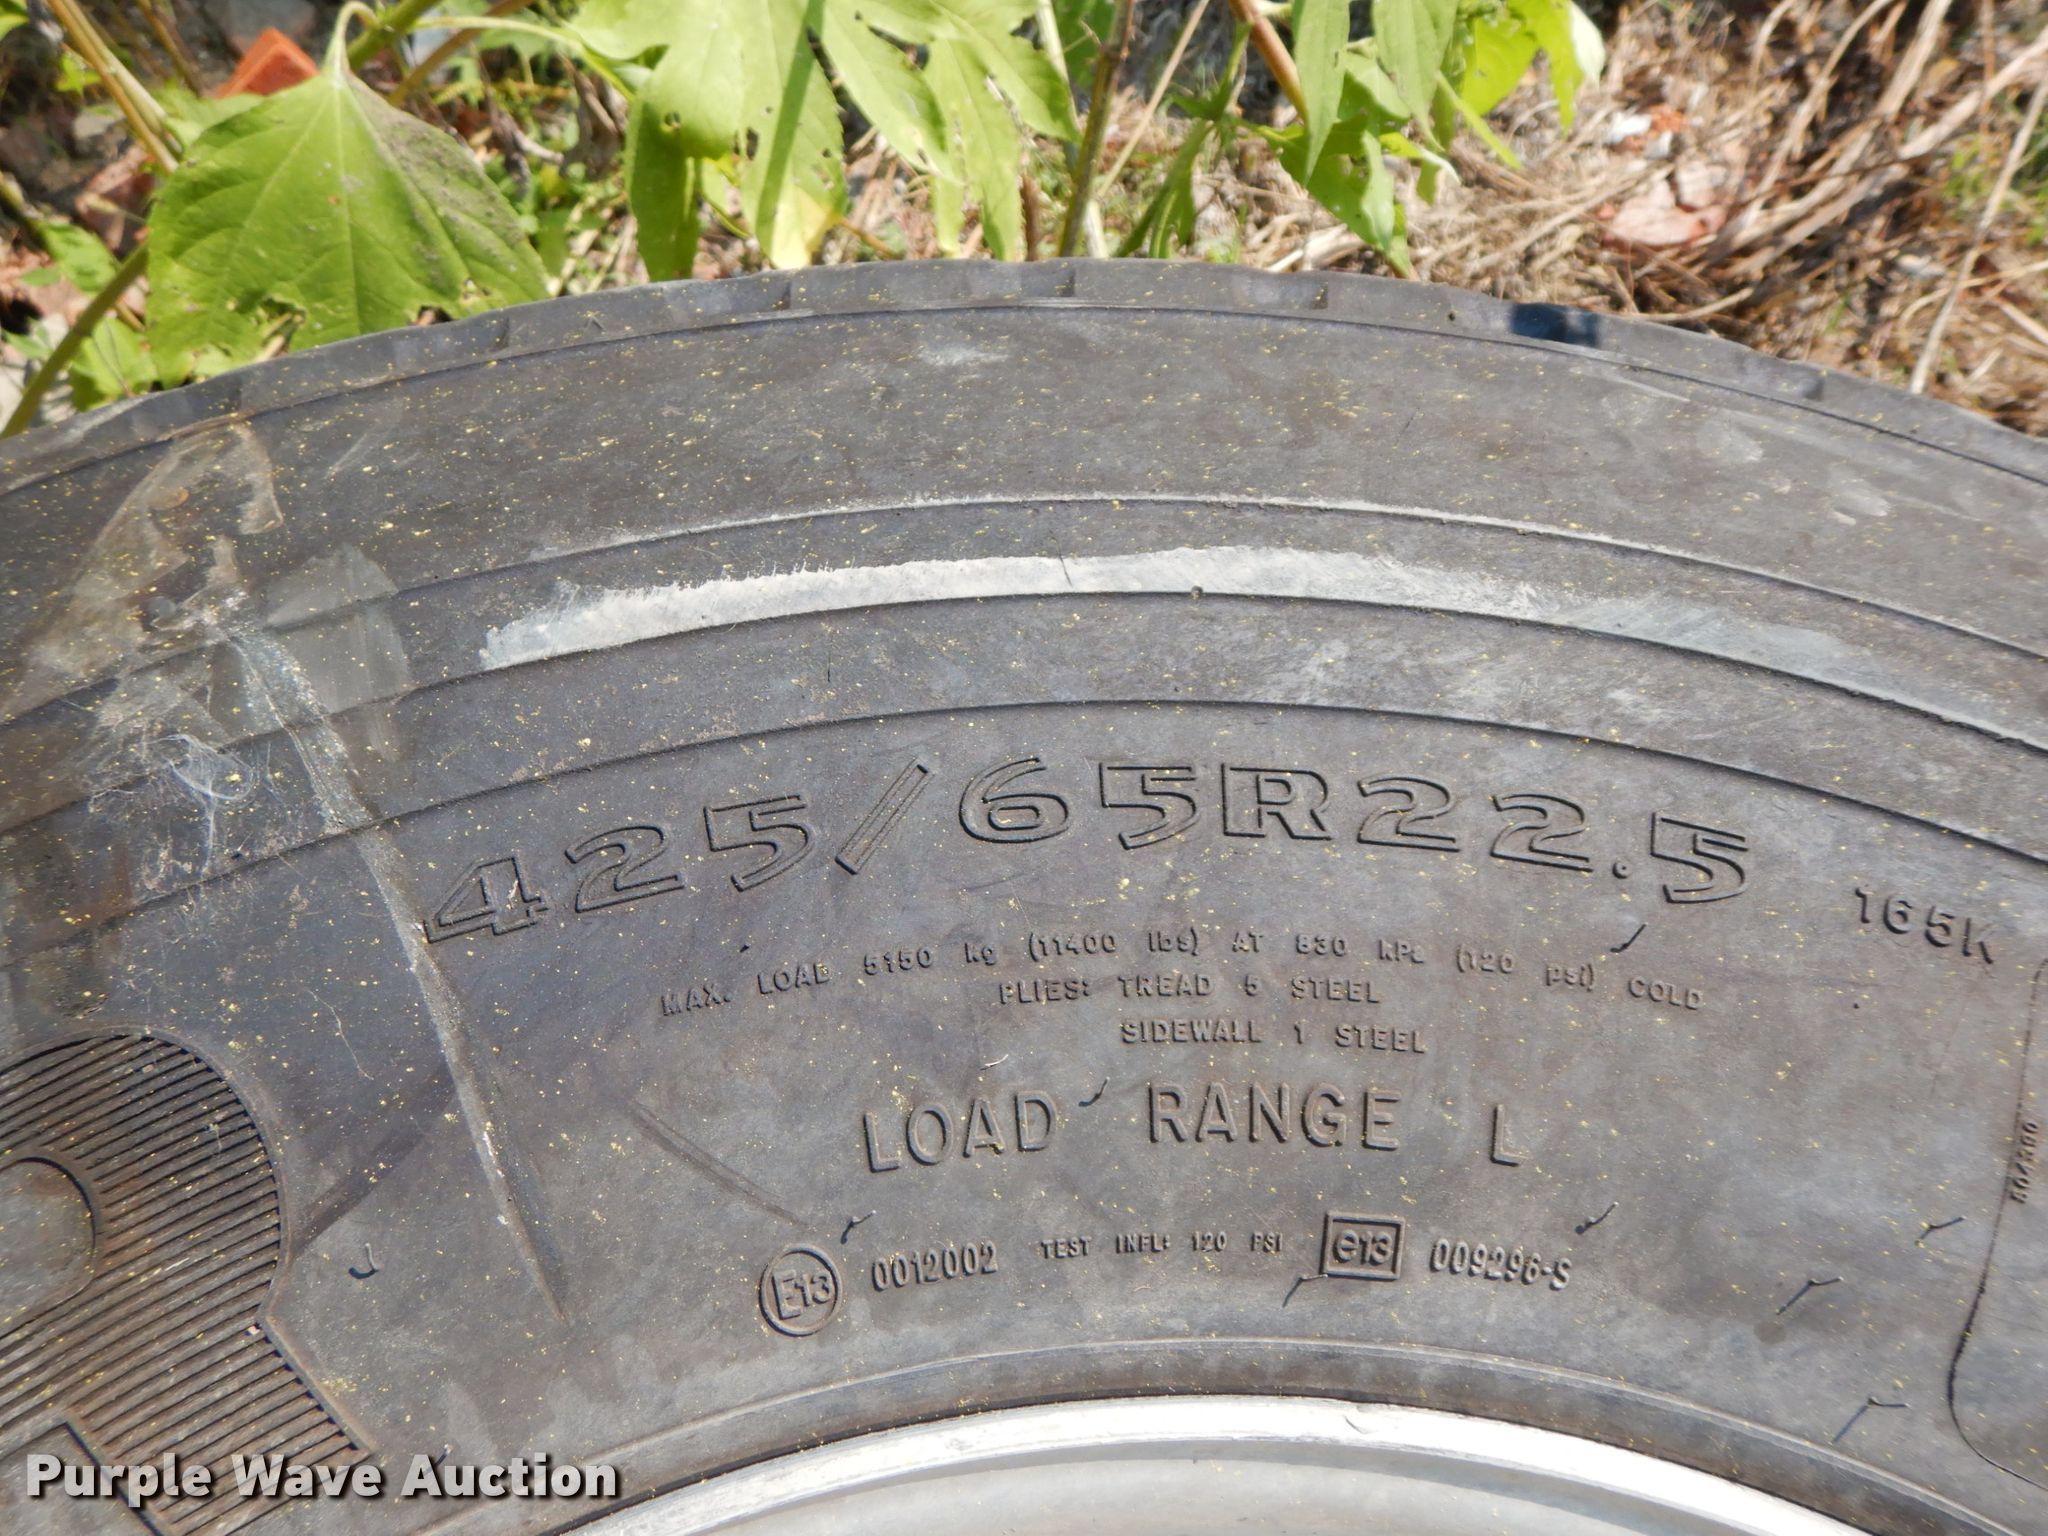 425/65R22.5 165K
MAX. LOAD 5150 kg (11400 lbs) AT 830 KPa (120 psi) COLD
PLIES: TREAD 5 STEEL
SIDEWALL 1 STEEL
LOAD RANGE L
E13 0012002 TEST INFL: 120 PSI e13 009296-S
Purple Wave Auction